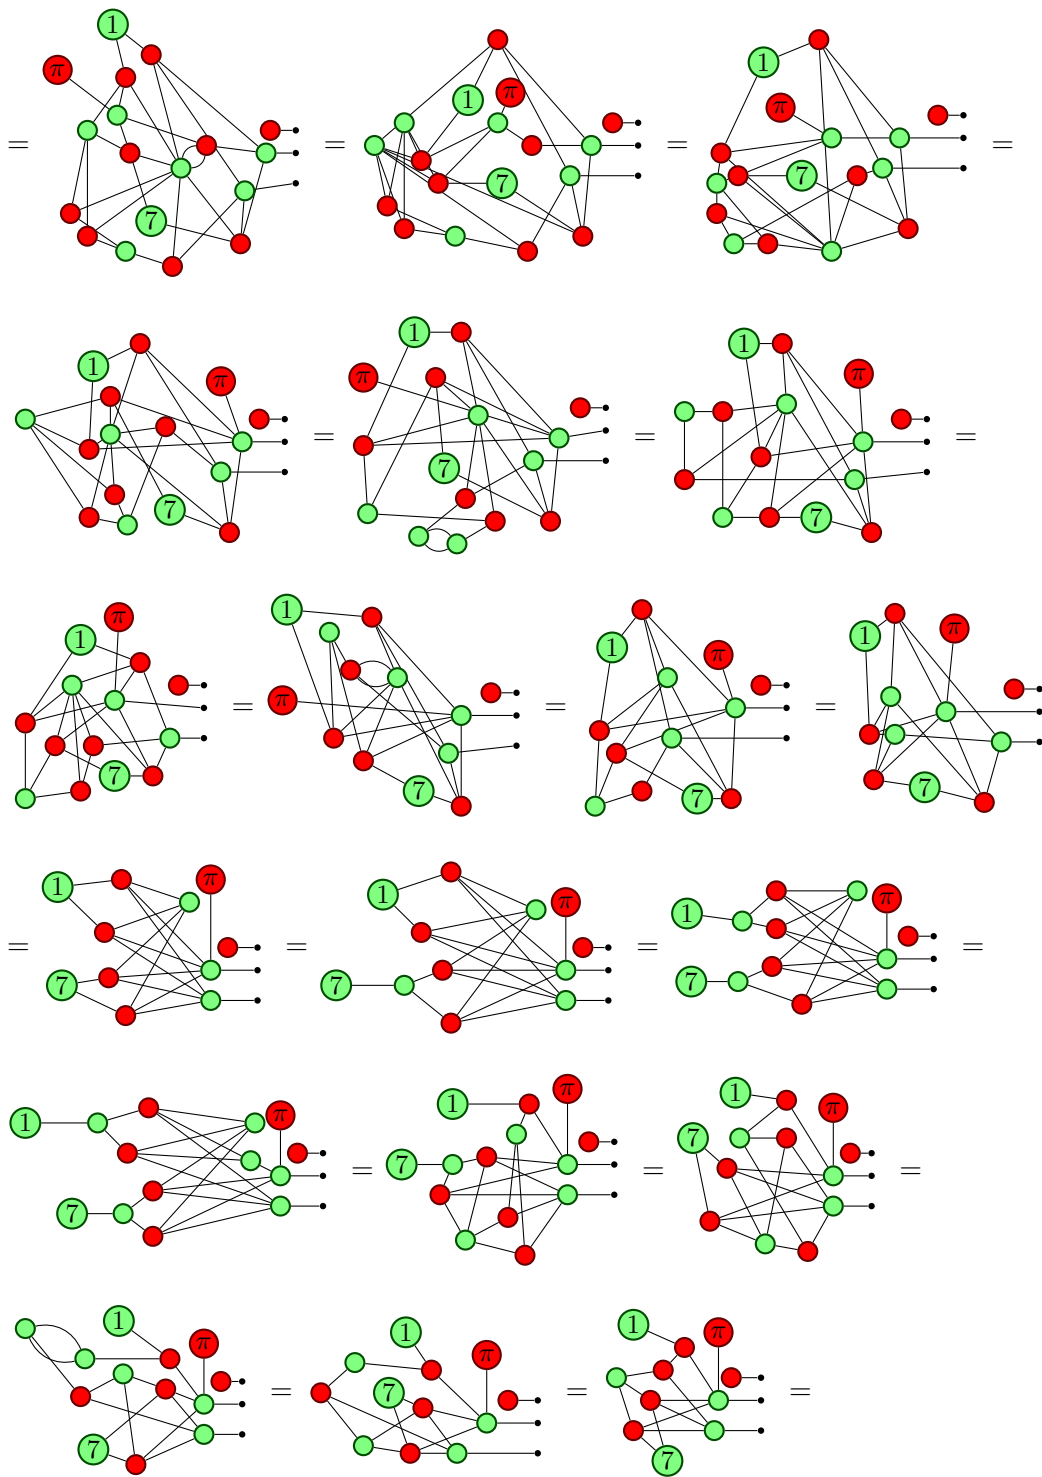 = π 1 7 = 1 π 7 = 1 π 7 =
1 7 π = π 1 7 = 1 7 π =
1 7 π = π 1 7 = 1 7 π = 1 7 π
= 1 7 π = 7 1 π = 1 7 π =
1 7 π = 7 1 π = 7 1 π =
7 1 π = 7 1 π = 1 7 π =